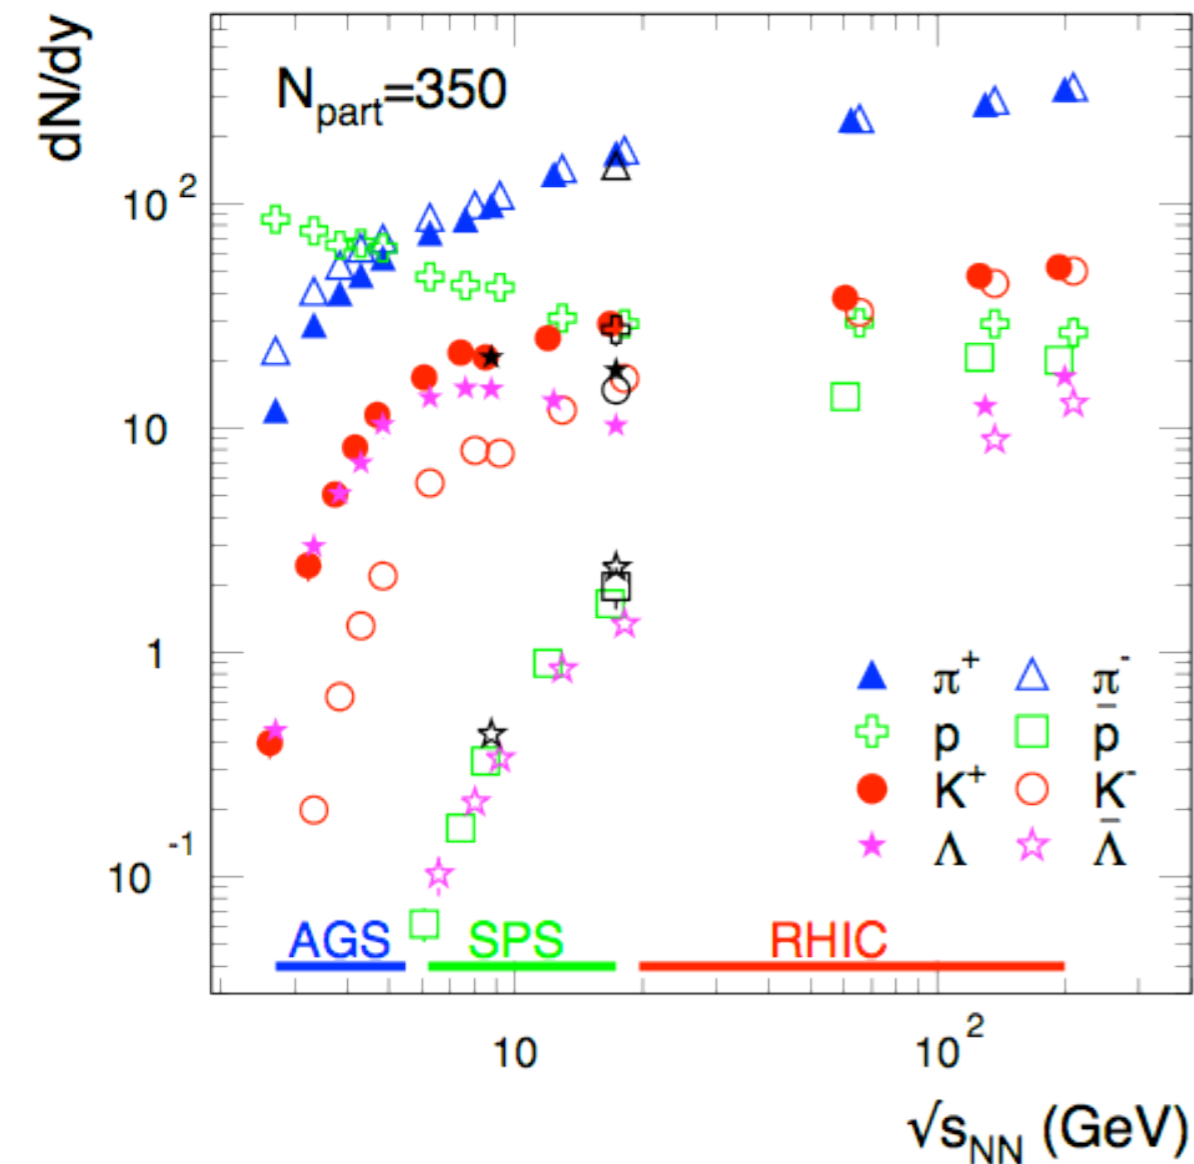 dN/dy
N_part=350
10^2
10
1
10^-1
π^+ π^-
p p̄
K^+ K^-
Λ Λ̄
AGS SPS RHIC
10 10^2
√s_NN (GeV)